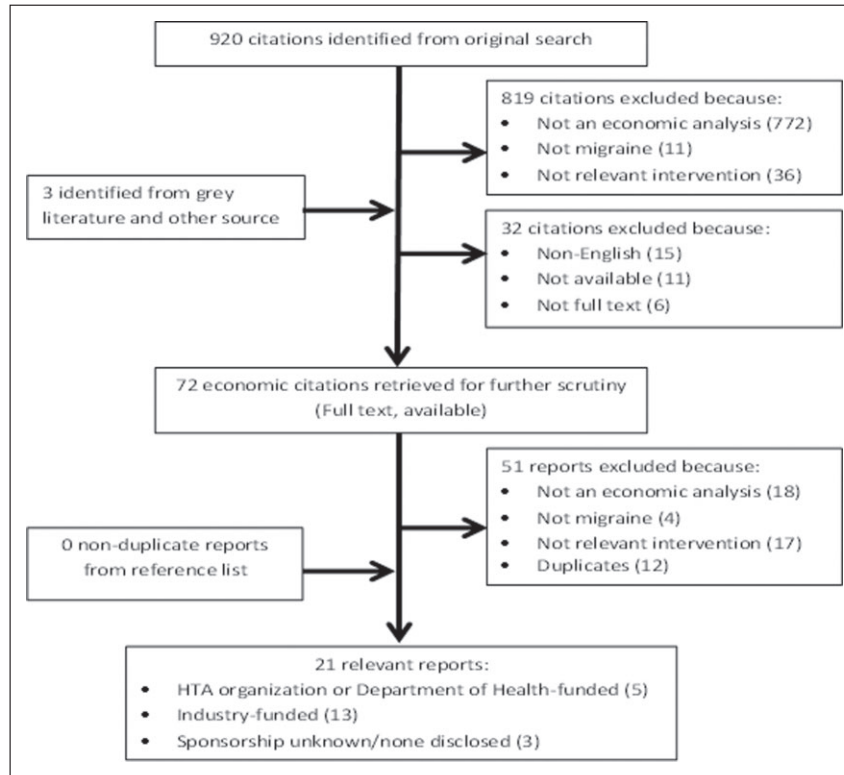 920 citations identified from original search
819 citations excluded because:
• Not an economic analysis (772)
• Not migraine (11)
• Not relevant intervention (36)
3 identified from grey
literature and other source
32 citations excluded because:
• Non-English (15)
• Not available (11)
• Not full text (6)
72 economic citations retrieved for further scrutiny
(Full text, available)
51 reports excluded because:
• Not an economic analysis (18)
• Not migraine (4)
• Not relevant intervention (17)
• Duplicates (12)
0 non-duplicate reports
from reference list
21 relevant reports:
• HTA organization or Department of Health-funded (5)
• Industry-funded (13)
• Sponsorship unknown/none disclosed (3)